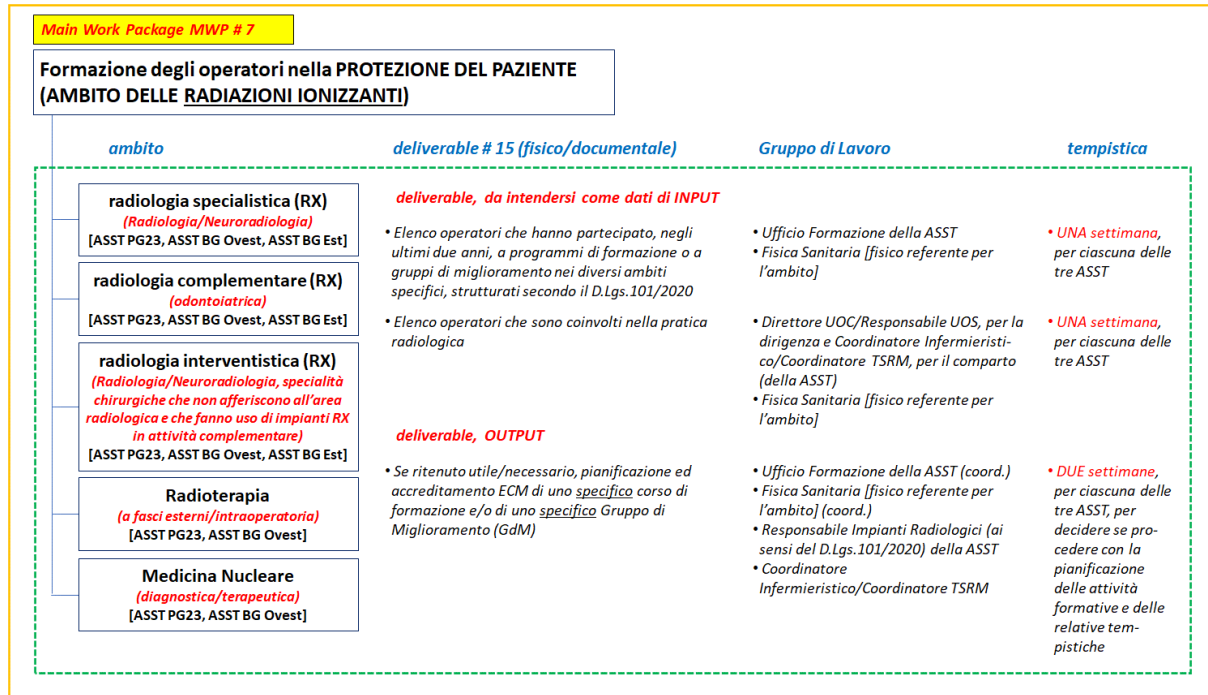 Main Work Package MWP # 7
Formazione degli operatori nella PROTEZIONE DEL PAZIENTE
(AMBITO DELLE RADIAZIONI IONIZZANTI)
ambito
radiologia specialistica (RX)
(Radiologia/Neuroradiologia)
[ASST PG23, ASST BG Ovest, ASST BG Est]
radiologia complementare (RX)
(odontoiatrica)
[ASST PG23, ASST BG Ovest, ASST BG Est]
radiologia interventistica (RX)
(Radiologia/Neuroradiologia, specialità
chirurgiche che non afferiscono all'area
radiologica e che fanno uso di impianti RX
in attività complementare)
[ASST PG23, ASST BG Ovest, ASST BG Est]
Radioterapia
(a fasci esterni/intraoperatoria)
[ASST PG23, ASST BG Ovest]
Medicina Nucleare
(diagnostica/terapeutica)
[ASST PG23, ASST BG Ovest]
deliverable # 15 (fisico/documentale)
deliverable, da intendersi come dati di INPUT
• Elenco operatori che hanno partecipato, negli
ultimi due anni, a programmi di formazione o a
gruppi di miglioramento nei diversi ambiti
specifici, strutturati secondo il D.Lgs.101/2020
• Elenco operatori che sono coinvolti nella pratica
radiologica
deliverable, OUTPUT
• Se ritenuto utile/necessario, pianificazione ed
accreditamento ECM di uno specifico corso di
formazione e/o di uno specifico Gruppo di
Miglioramento (GdM)
Gruppo di Lavoro
• Ufficio Formazione della ASST
• Fisica Sanitaria [fisico referente per
l'ambito]
• Direttore UOC/Responsabile UOS, per la
dirigenza e Coordinatore Infermieristi-
co/Coordinatore TSRM, per il comparto
(della ASST)
• Fisica Sanitaria [fisico referente per
l'ambito]
• Ufficio Formazione della ASST (coord.)
• Fisica Sanitaria [fisico referente per
l'ambito] (coord.)
• Responsabile Impianti Radiologici (ai
sensi del D.Lgs.101/2020) della ASST
• Coordinatore
Infermieristico/Coordinatore TSRM
tempistica
• UNA settimana,
per ciascuna delle
tre ASST
• UNA settimana,
per ciascuna delle
tre ASST
• DUE settimane,
per ciascuna delle
tre ASST, per
decidere se pro-
cedere con la
pianificazione
delle attività
formative e delle
relative tem-
pistiche